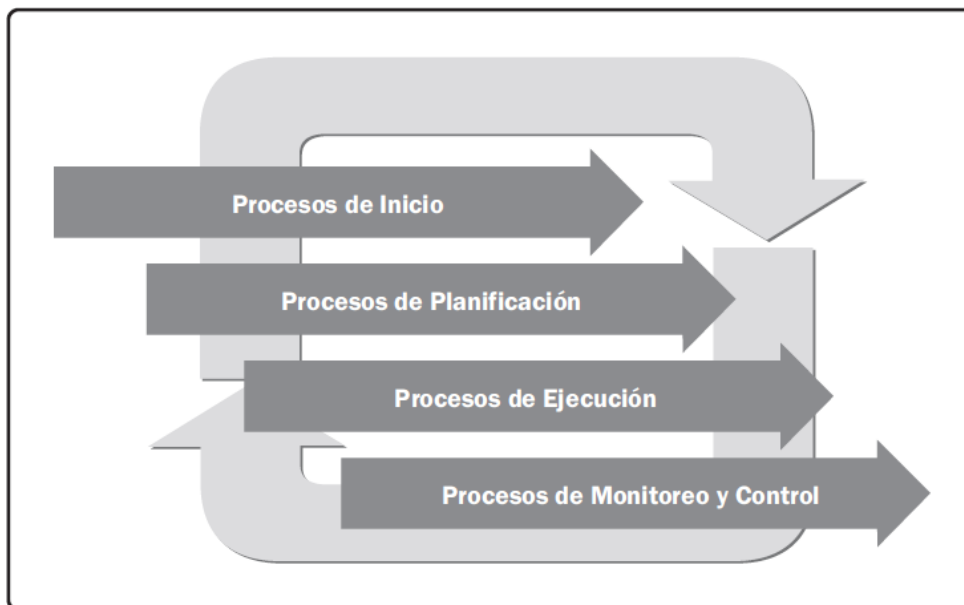 Procesos de Inicio
Procesos de Planificación
Procesos de Ejecución
Procesos de Monitoreo y Control